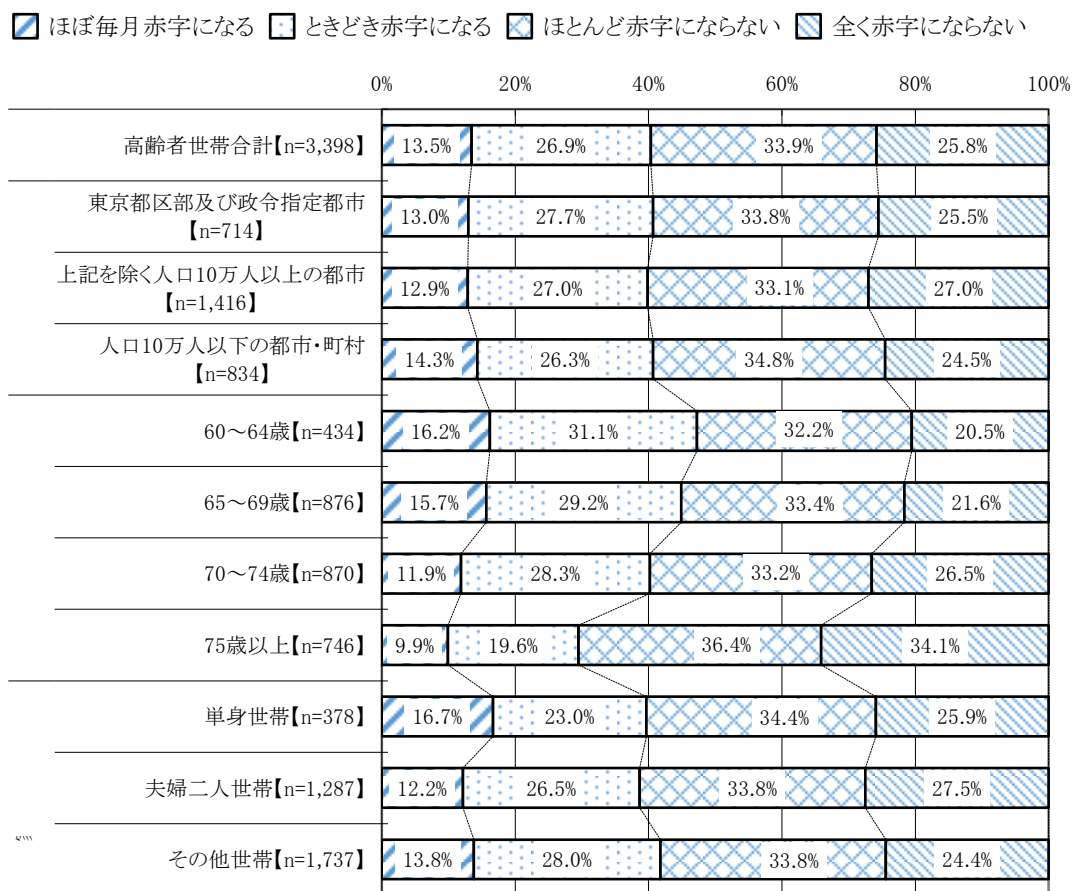 ほぼ毎月赤字になる ときどき赤字になる ほとんど赤字にならない 全く赤字にならない
0% 20% 40% 60% 80% 100%
高齢者世帯合計【n=3,398】 13.5% 26.9% 33.9% 25.8%
東京都区部及び政令指定都市
【n=714】 13.0% 27.7% 33.8% 25.5%
上記を除く人口10万人以上の都市
【n=1,416】 12.9% 27.0% 33.1% 27.0%
人口10万人以下の都市・町村
【n=834】 14.3% 26.3% 34.8% 24.5%
60～64歳【n=434】 16.2% 31.1% 32.2% 20.5%
65～69歳【n=876】 15.7% 29.2% 33.4% 21.6%
70～74歳【n=870】 11.9% 28.3% 33.2% 26.5%
75歳以上【n=746】 9.9% 19.6% 36.4% 34.1%
単身世帯【n=378】 16.7% 23.0% 34.4% 25.9%
夫婦二人世帯【n=1,287】 12.2% 26.5% 33.8% 27.5%
その他世帯【n=1,737】 13.8% 28.0% 33.8% 24.4%